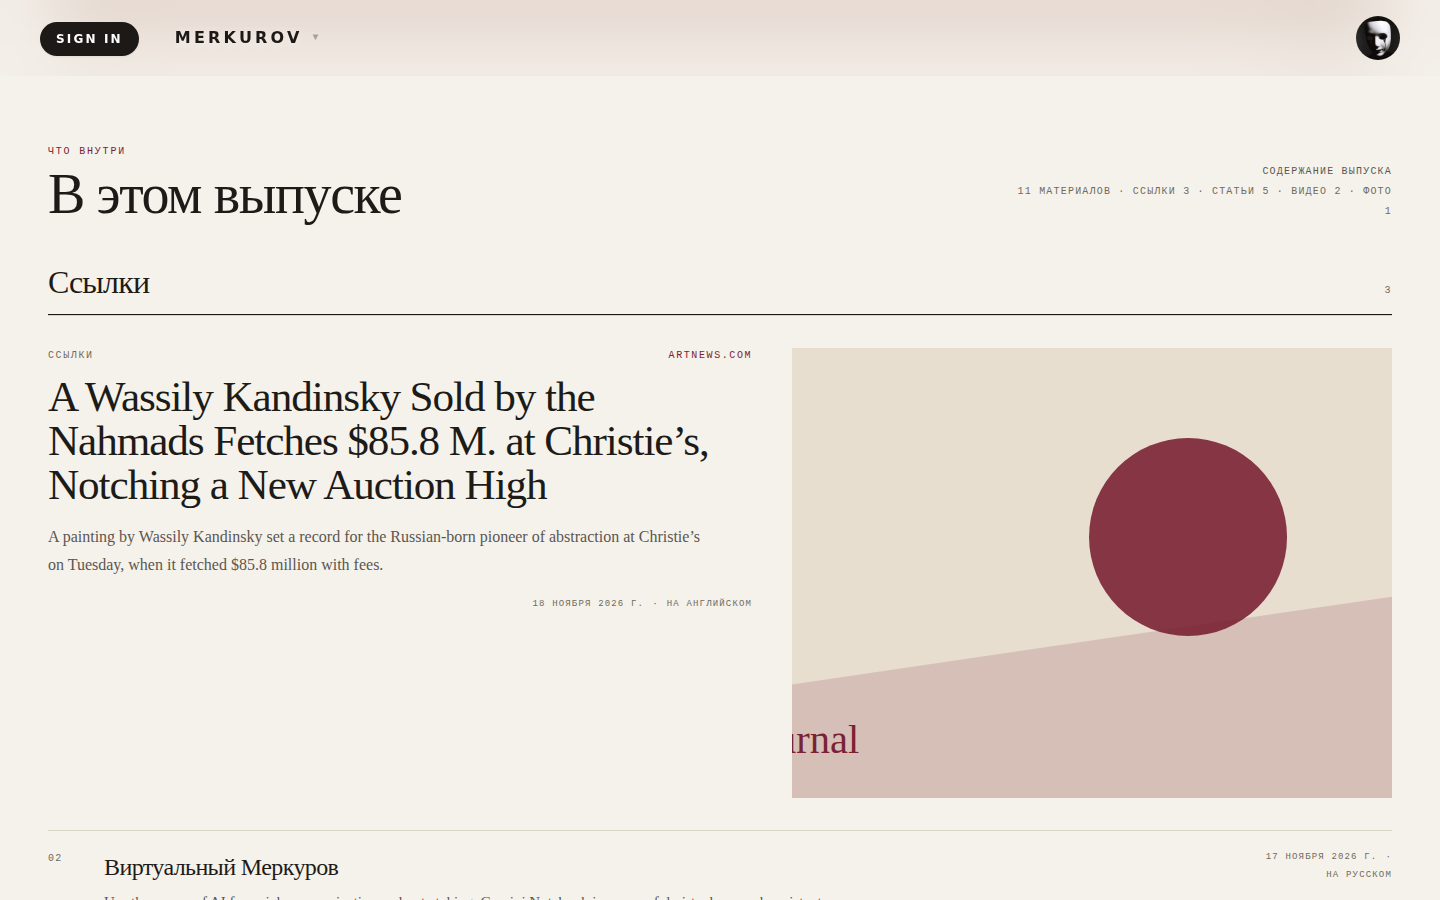 SIGN IN
MERKUROV ▼
ЧТО ВНУТРИ
В этом выпуске
СОДЕРЖАНИЕ ВЫПУСКА
11 МАТЕРИАЛОВ · ССЫЛКИ 3 · СТАТЬИ 5 · ВИДЕО 2 · ФОТО
1
Ссылки
3
ССЫЛКИ
ARTNEWS.COM
A Wassily Kandinsky Sold by the
Nahmads Fetches $85.8 M. at Christie’s,
Notching a New Auction High
A painting by Wassily Kandinsky set a record for the Russian-born pioneer of abstraction at Christie’s
on Tuesday, when it fetched $85.8 million with fees.
18 НОЯБРЯ 2026 Г. · НА АНГЛИЙСКОМ
urnal
02
Виртуальный Меркуров
17 НОЯБРЯ 2026 Г. ·
НА РУССКОМ